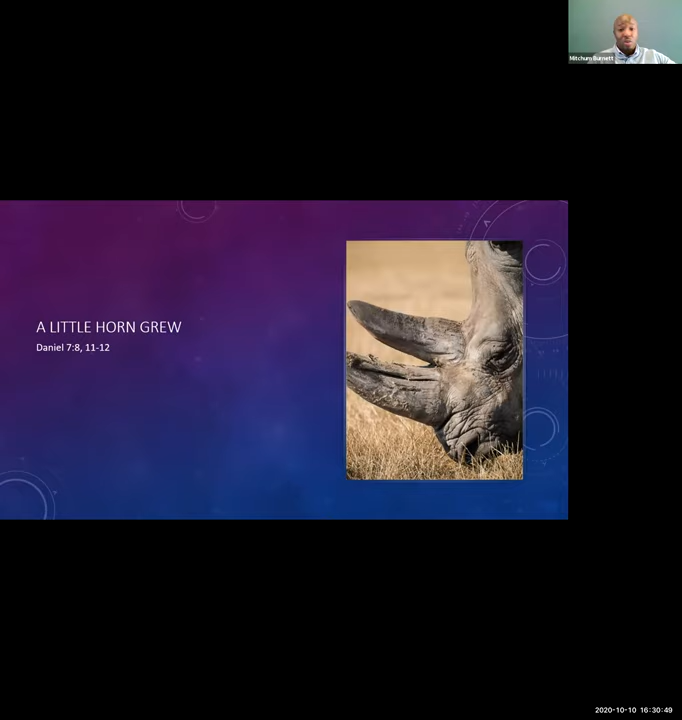 Mitchum Burnett
A LITTLE HORN GREW
Daniel 7:8, 11-12
2020-10-10 16:30:49